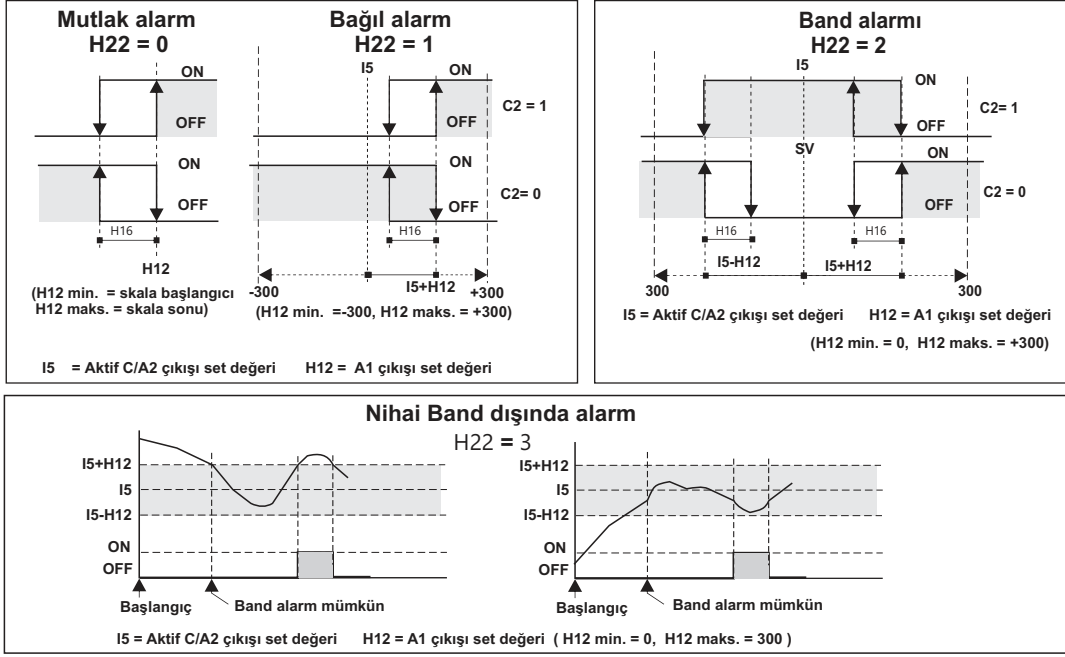 Mutlak alarm
H22 = 0
ON
OFF
ON
OFF
H16
H12
(H12 min. = skala başlangıcı
H12 maks. = skala sonu)
Bağıl alarm
H22 = 1
I5
ON
C2 = 1
OFF
ON
C2= 0
OFF
H16
I5+H12
-300
+300
(H12 min. =-300, H12 maks. = +300)
I5 = Aktif C/A2 çıkışı set değeri H12 = A1 çıkışı set değeri
Band alarmı
H22 = 2
I5
ON
C2= 1
OFF
SV
ON
C2 = 0
OFF
H16
H16
I5-H12
I5+H12
300
300
I5 = Aktif C/A2 çıkışı set değeri H12 = A1 çıkışı set değeri
(H12 min. = 0, H12 maks. = +300)
Nihai Band dışında alarm
H22 = 3
I5+H12
I5
I5-H12
ON
OFF
Başlangıç
Band alarm mümkün
I5+H12
I5
I5-H12
ON
OFF
Başlangıç
Band alarm mümkün
I5 = Aktif C/A2 çıkışı set değeri H12 = A1 çıkışı set değeri ( H12 min. = 0, H12 maks. = 300 )